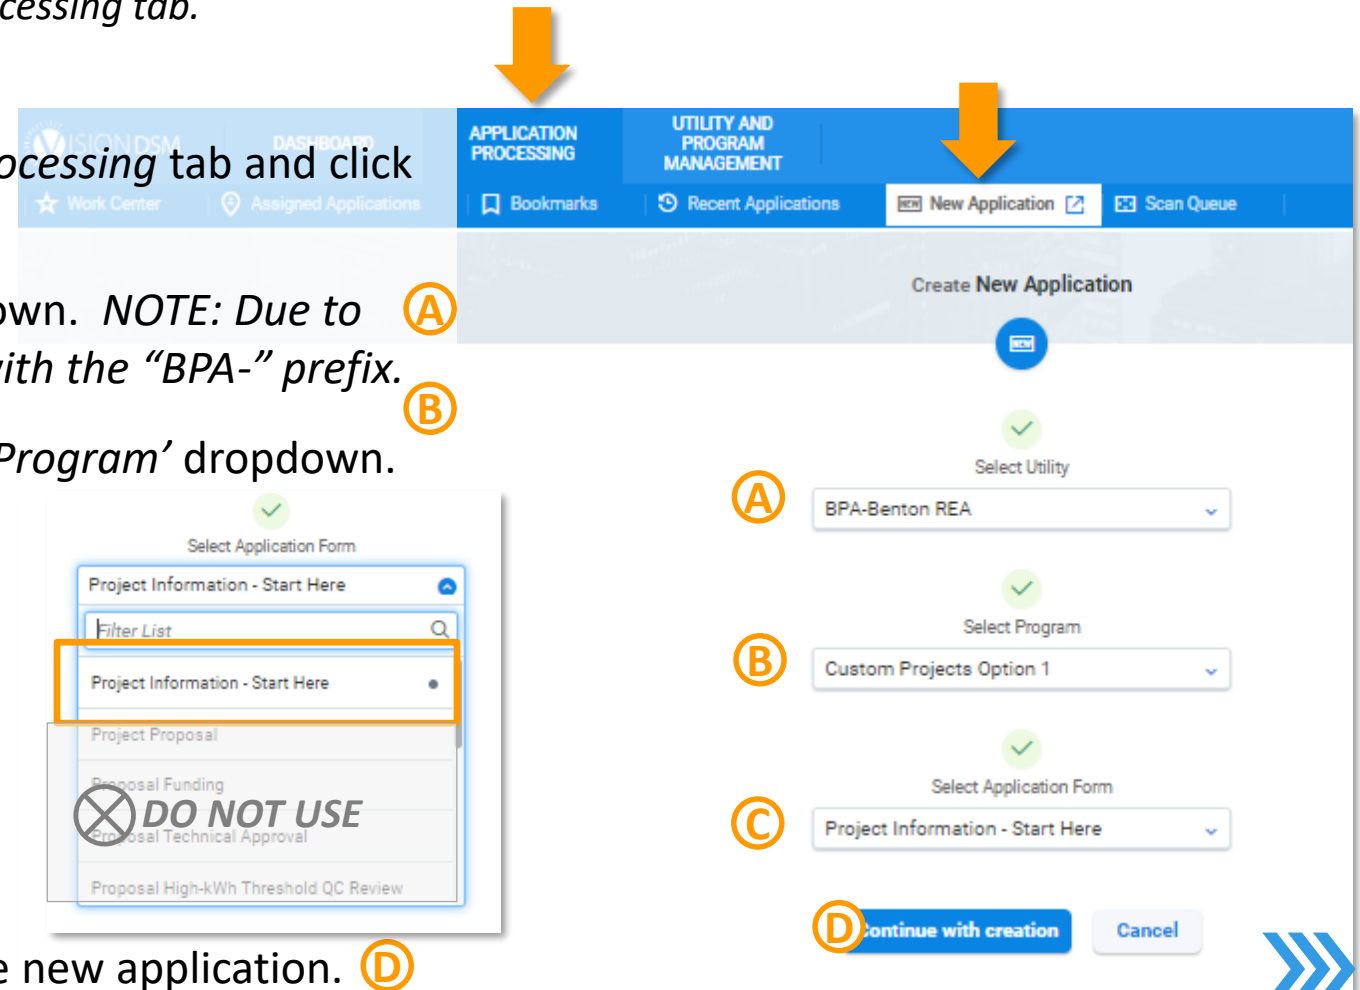 cessing tab.
VISIONDSM
DASHBOARD
APPLICATION
PROCESSING
UTILITY AND
PROGRAM
MANAGEMENT
ocessing tab and click
Work Center
Assigned Applications
Bookmarks
Recent Applications
NEW New Application
Scan Queue
Create New Application
NEW
own. NOTE: Due to A
with the “BPA-” prefix.
B
Program’ dropdown.
Select Application Form
Project Information - Start Here
Filter List
Project Information - Start Here
Project Proposal
Proposal Funding
DO NOT USE
Proposal Technical Approval
Proposal High-kWh Threshold QC Review
Select Utility
A BPA-Benton REA
Select Program
B Custom Projects Option 1
Select Application Form
C Project Information - Start Here
D Continue with creation
Cancel
e new application. D